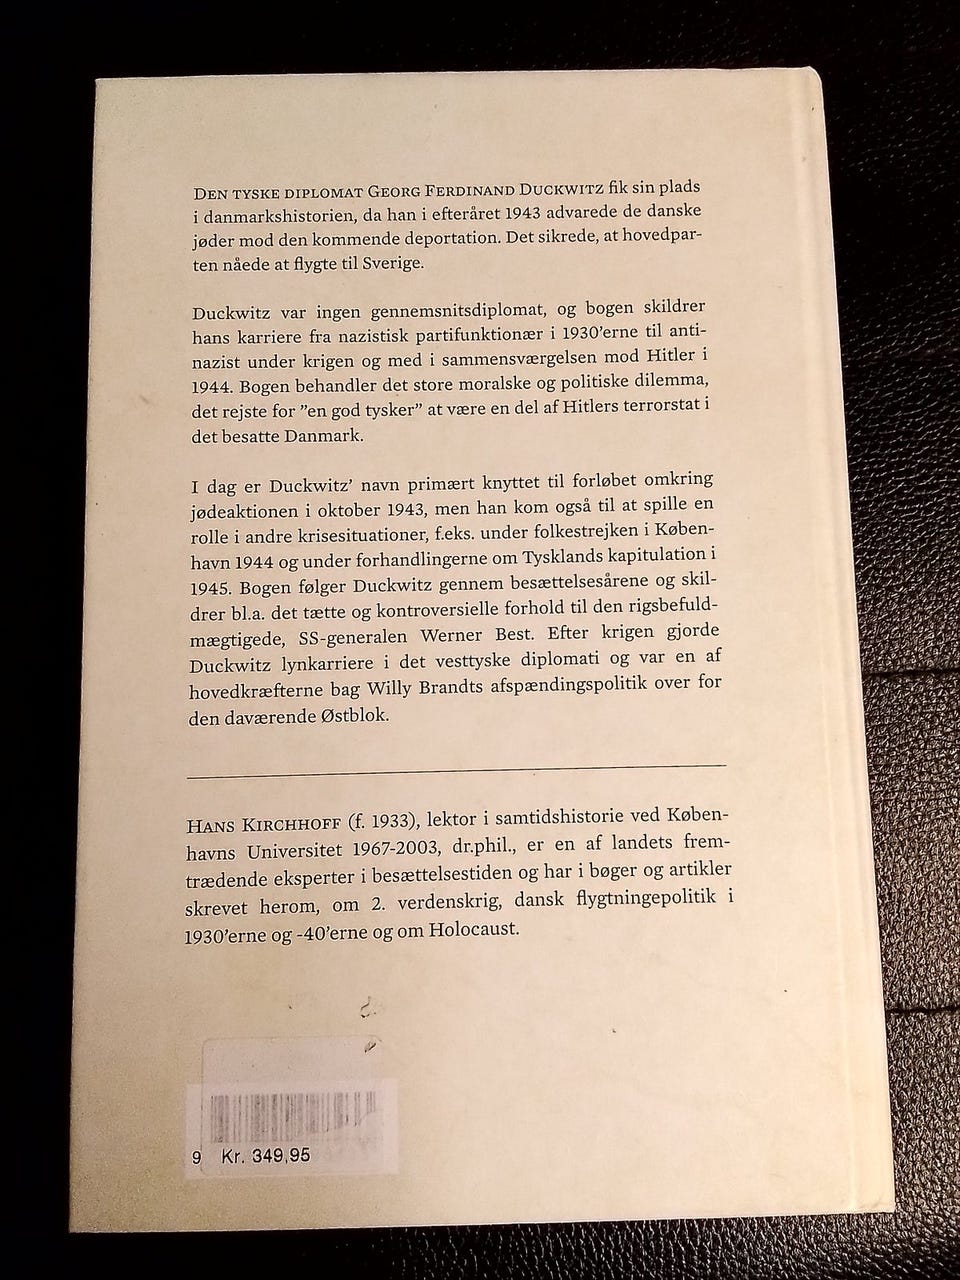 DEN TYSKE DIPLOMAT GEORG FERDINAND DUCKWITZ fik sin plads
i danmarkshistorien, da han i efteråret 1943 advarede de danske
jøder mod den kommende deportation. Det sikrede, at hovedpar-
ten nåede at flygte til Sverige.
Duckwitz var ingen gennemsnitsdiplomat, og bogen skildrer
hans karriere fra nazistisk partifunktionær i 1930'erne til anti-
nazist under krigen og med i sammensværgelsen mod Hitler i
1944. Bogen behandler det store moralske og politiske dilemma,
det rejste for ”en god tysker” at være en del af Hitlers terrorstat i
det besatte Danmark.
I dag er Duckwitz’ navn primært knyttet til forløbet omkring
jødeaktionen i oktober 1943, men han kom også til at spille en
rolle i andre krisesituationer, f.eks. under folkestrejken i Køben-
havn 1944 og under forhandlingerne om Tysklands kapitulation i
1945. Bogen følger Duckwitz gennem besættelsesårene og skil-
drer bl.a. det tætte og kontroversielle forhold til den rigsbefuld-
mægtigede, SS-generalen Werner Best. Efter krigen gjorde
Duckwitz lynkarriere i det vesttyske diplomati og var en af
hovedkræfterne bag Willy Brandts afspændingspolitik over for
den daværende Østblok.
HANS KIRCHHOFF (f. 1933), lektor i samtidshistorie ved Køben-
havns Universitet 1967-2003, dr.phil., er en af landets frem-
trædende eksperter i besættelsestiden og har i bøger og artikler
skrevet herom, om 2. verdenskrig, dansk flygtningepolitik i
1930'erne og -40'erne og om Holocaust.
9 Kr. 349,95